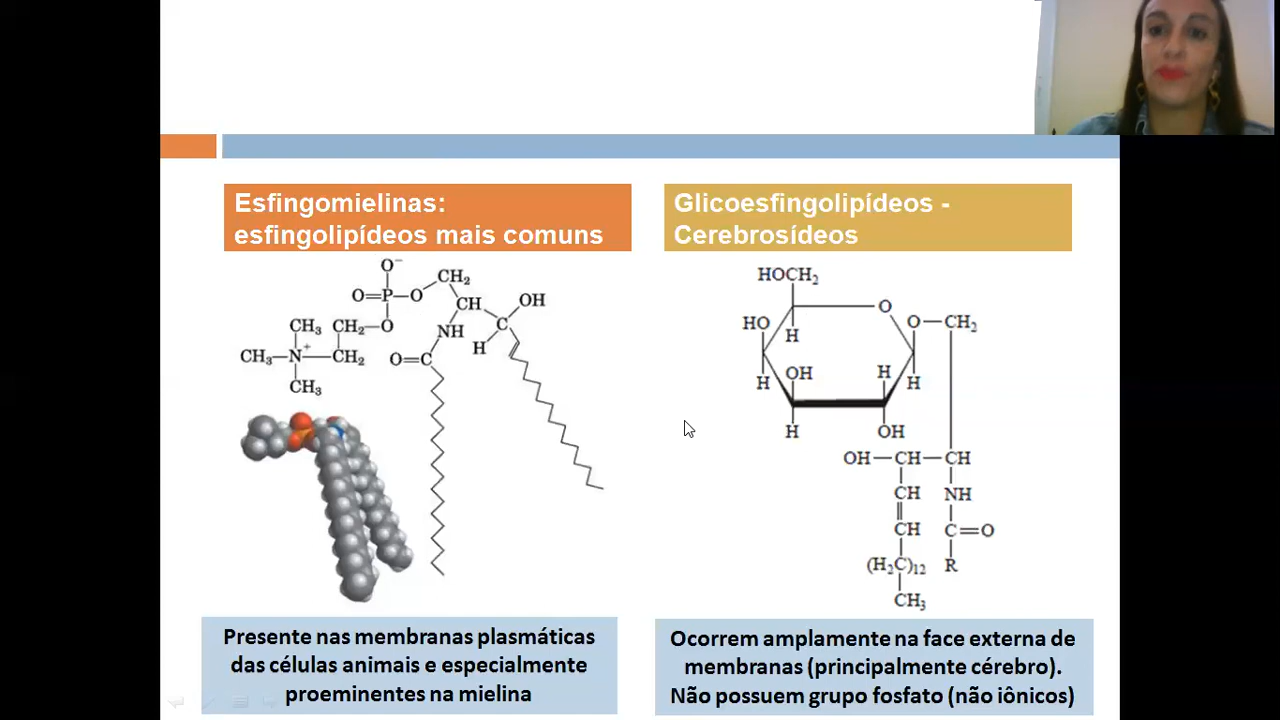 Esfingomielinas:
esfingolipídeos mais comuns
O⁻
O=P—O
CH₂
CH
OH
C
H
NH
O=C
CH₃ CH₂—O
CH₃—N⁺—CH₂
CH₃
Presente nas membranas plasmáticas
das células animais e especialmente
proeminentes na mielina
Glicoesfingolipídeos -
Cerebrosídeos
HOCH₂
O
HO
H
O—CH₂
OH
H
H
H
H
OH
OH—CH—CH
CH NH
CH C=O
(H₂C)₁₂ R
CH₃
Ocorrem amplamente na face externa de
membranas (principalmente cérebro).
Não possuem grupo fosfato (não iônicos)